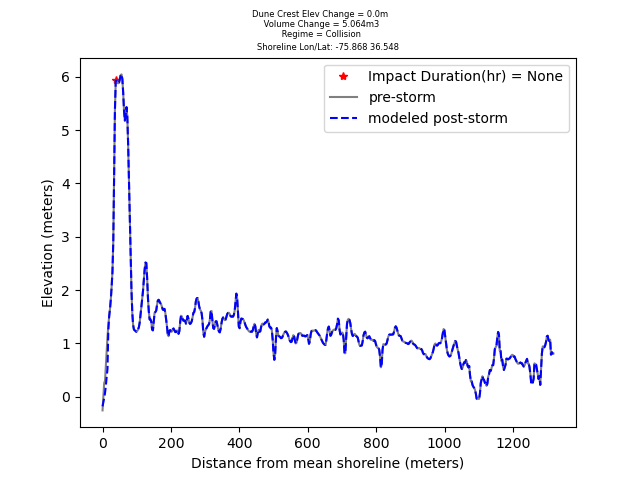 Dune Crest Elev Change = 0.0m
Volume Change = 5.064m3
Regime = Collision
Shoreline Lon/Lat: -75.868 36.548
Impact Duration(hr) = None
pre-storm
modeled post-storm
Elevation (meters)
6
5
4
3
2
1
0
0 200 400 600 800 1000 1200
Distance from mean shoreline (meters)